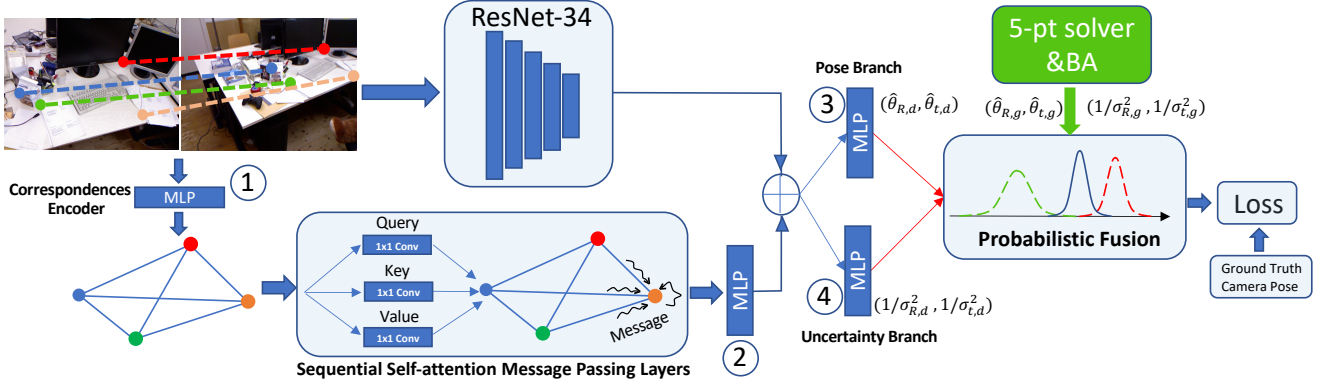 ResNet-34
5-pt solver
&BA
Pose Branch
3
MLP
(θ̂_{R,d}, θ̂_{t,d})
(θ̂_{R,g}, θ̂_{t,g})
(1/σ²_{R,g} , 1/σ²_{t,g})
Correspondences
Encoder
MLP
1
Query
1x1 Conv
Key
1x1 Conv
Value
1x1 Conv
Message
Sequential Self-attention Message Passing Layers
MLP
2
4
MLP
(1/σ²_{R,d} , 1/σ²_{t,d})
Uncertainty Branch
Probabilistic Fusion
Loss
Ground Truth
Camera Pose